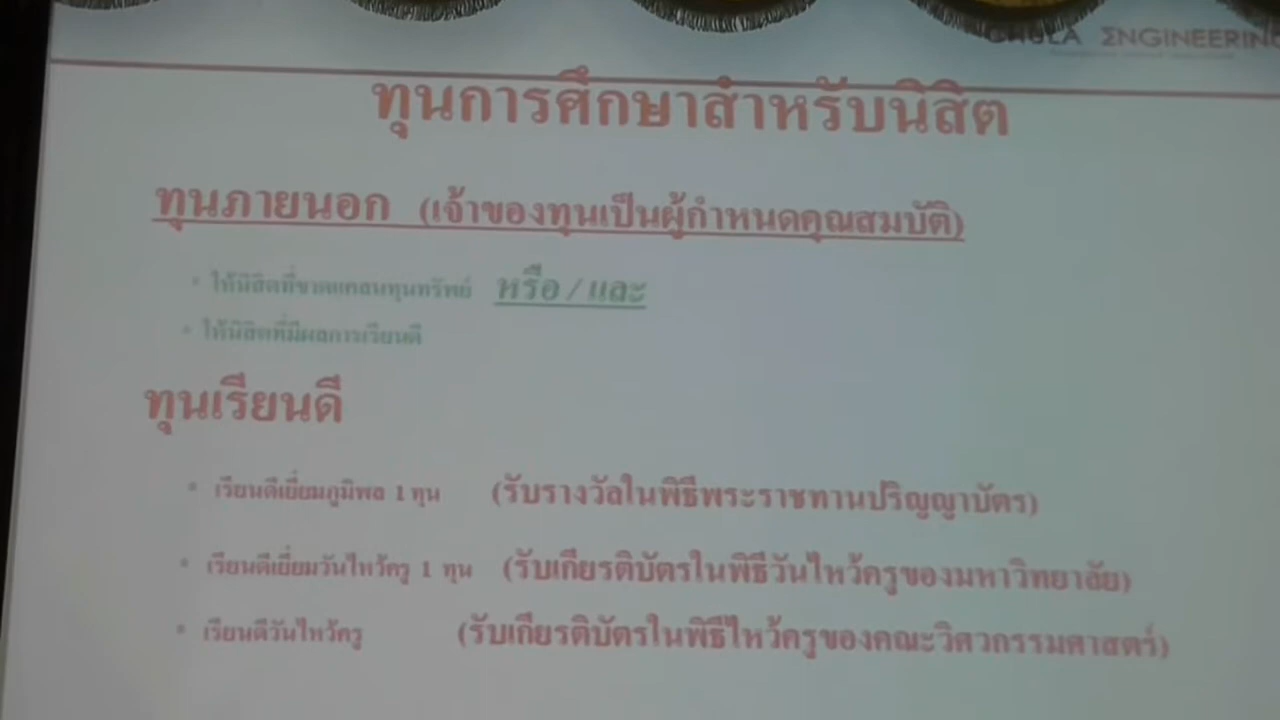 CHULA ΣNGINEERING
ทุนการศึกษาสำหรับนิสิต
ทุนภายนอก (เจ้าของทุนเป็นผู้กำหนดคุณสมบัติ)
• ให้นิสิตที่ขาดแคลนทุนทรัพย์ หรือ / และ
• ให้นิสิตที่มีผลการเรียนดี
ทุนเรียนดี
• เรียนดีเยี่ยมภูมิพล 1 ทุน (รับรางวัลในพิธีพระราชทานปริญญาบัตร)
• เรียนดีเยี่ยมวันไหว้ครู 1 ทุน (รับเกียรติบัตรในพิธีวันไหว้ครูของมหาวิทยาลัย)
• เรียนดีวันไหว้ครู (รับเกียรติบัตรในพิธีไหว้ครูของคณะวิศวกรรมศาสตร์)